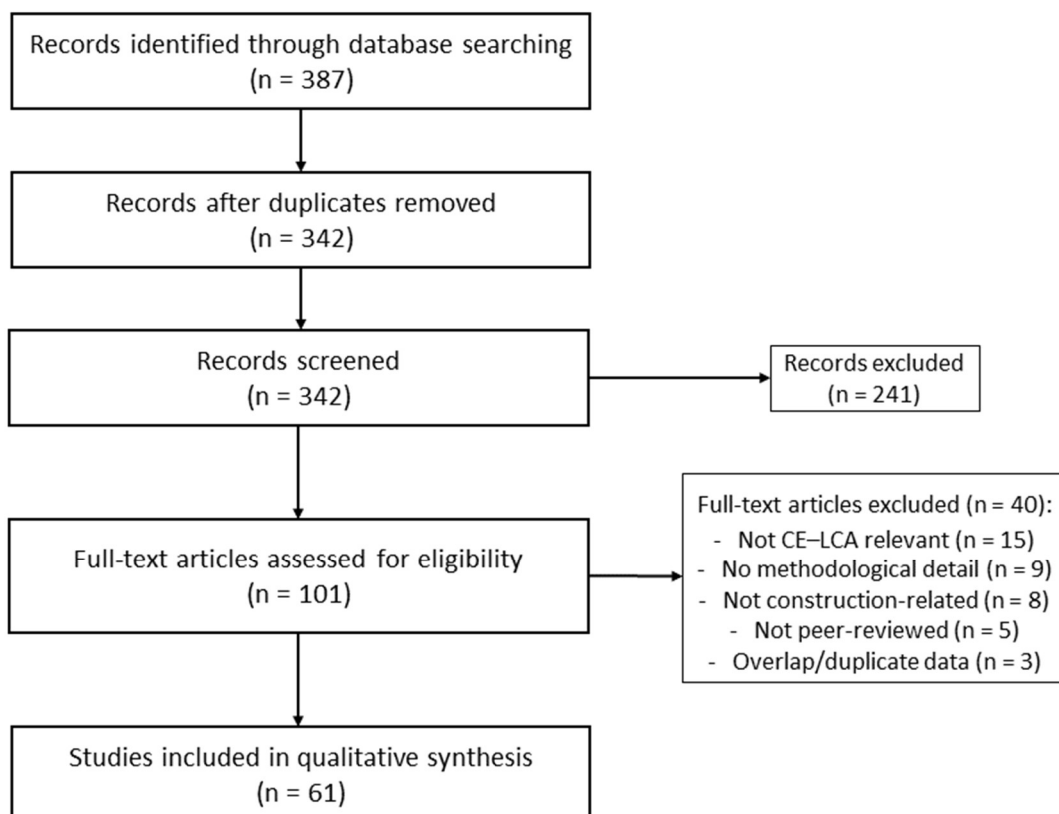 Records identified through database searching
(n = 387)
Records after duplicates removed
(n = 342)
Records screened
(n = 342)
Records excluded
(n = 241)
Full-text articles assessed for eligibility
(n = 101)
Full-text articles excluded (n = 40):
- Not CE–LCA relevant (n = 15)
- No methodological detail (n = 9)
- Not construction-related (n = 8)
- Not peer-reviewed (n = 5)
- Overlap/duplicate data (n = 3)
Studies included in qualitative synthesis
(n = 61)